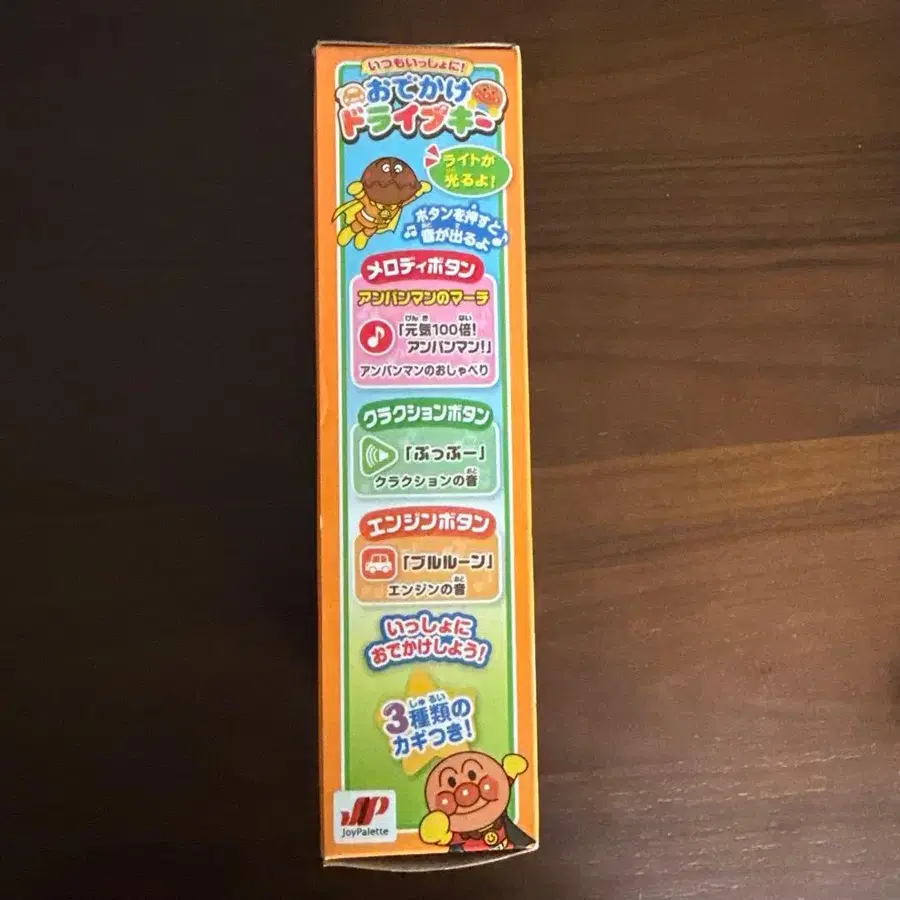 いつもいっしょに!
おでかけ
ドライブキー
ライトが
光るよ!
ボタンを押すと
音が出るよ
メロディボタン
アンパンマンのマーチ
「元気100倍!
アンパンマン!」
アンパンマンのおしゃべり
クラクションボタン
「ぷっぷー」
クラクションの音
エンジンボタン
「ブルルーン」
エンジンの音
いっしょに
おでかけしよう!
3種類の
カギつき!
JoyPalette